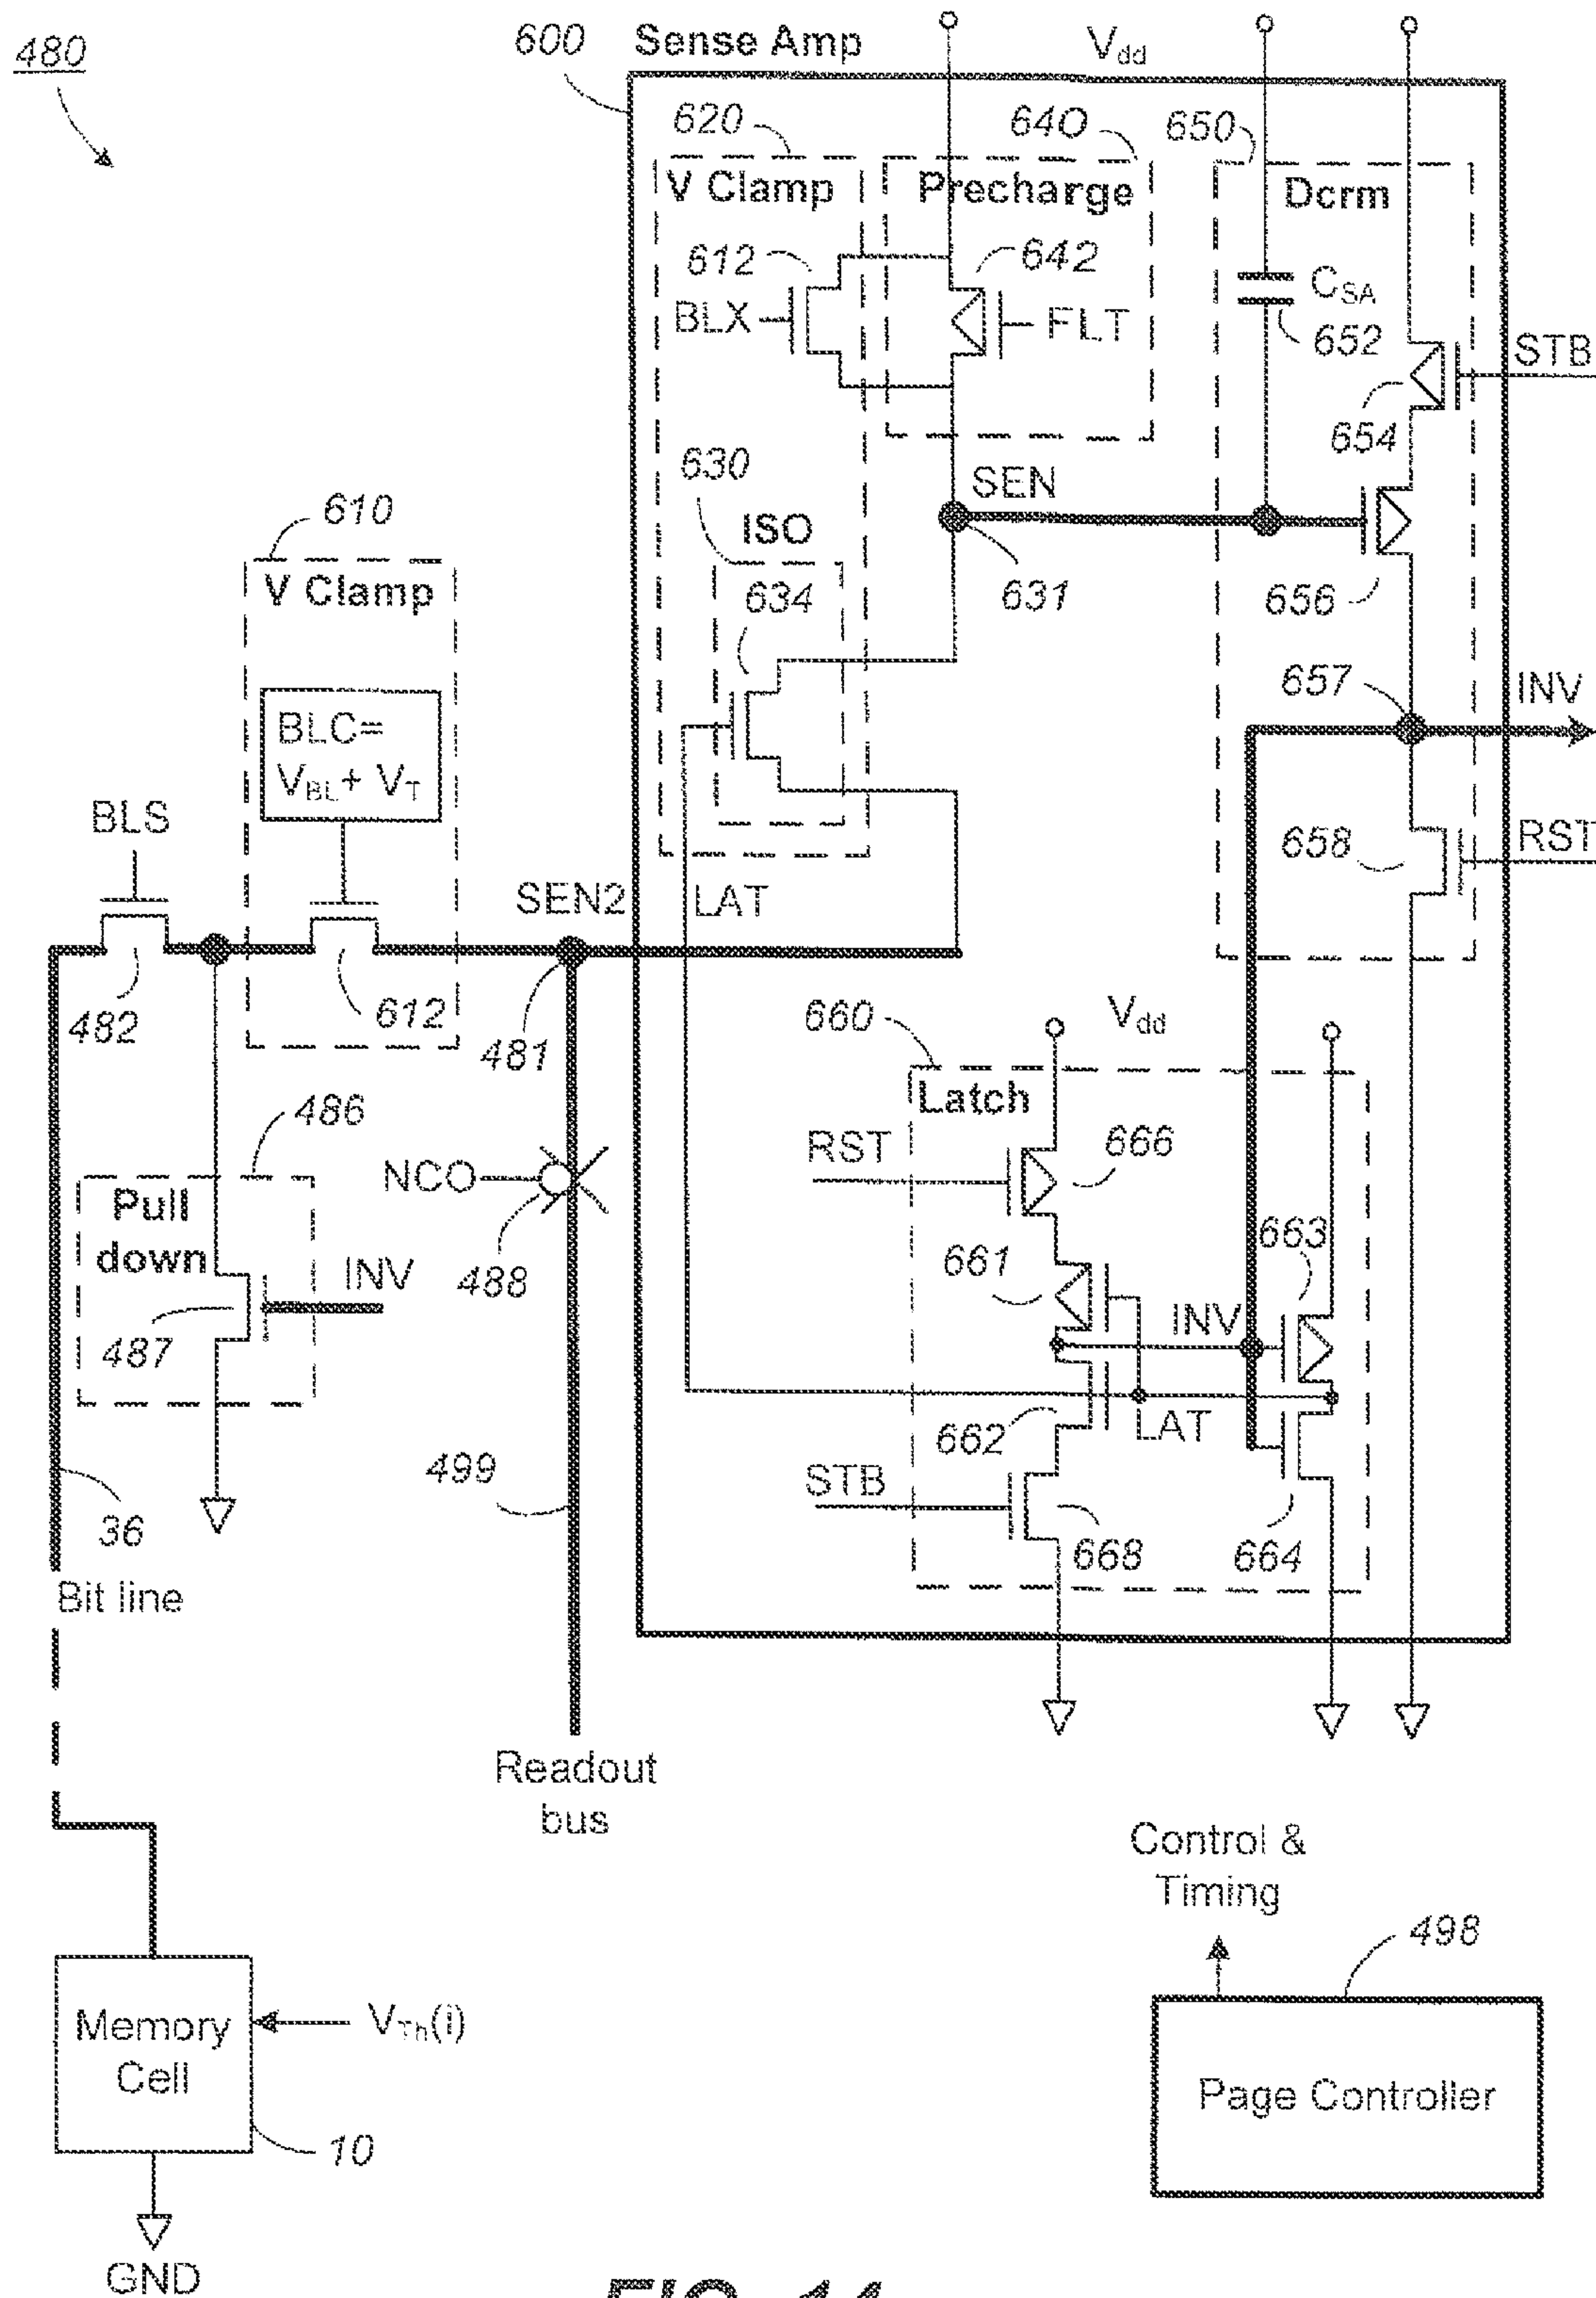 480
600
Sense Amp
Vdd
620
640
650
V Clamp
Precharge
Dcrm
612
642
BLX
FLT
CSA
652
STB
654
630
SEN
610
ISO
V Clamp
634
631
656
657
INV
BLC=
VBL+ VT
BLS
658
RST
SEN2
LAT
482
612
481
660
Vdd
Latch
486
RST
666
NCO
Pull
down
INV
488
661
663
INV
487
LAT
662
499
STB
36
668
664
Bit line
Readout
bus
Control &
Timing
498
Memory
Cell
VTh(i)
Page Controller
10
GND